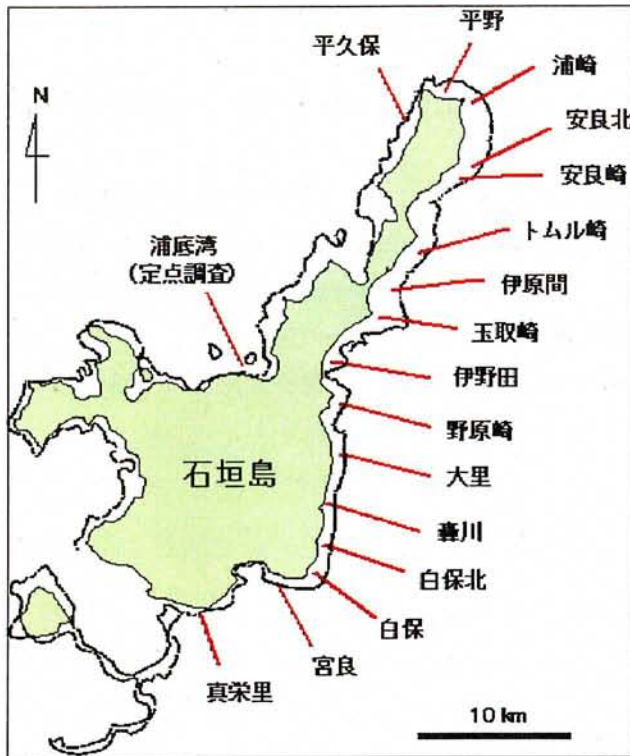 平野
平久保
浦崎
N
安良北
安良崎
トムル崎
浦底湾
(定点調査)
伊原間
玉取崎
伊野田
野原崎
石垣島
大里
轟川
白保北
白保
宮良
真栄里
10 km